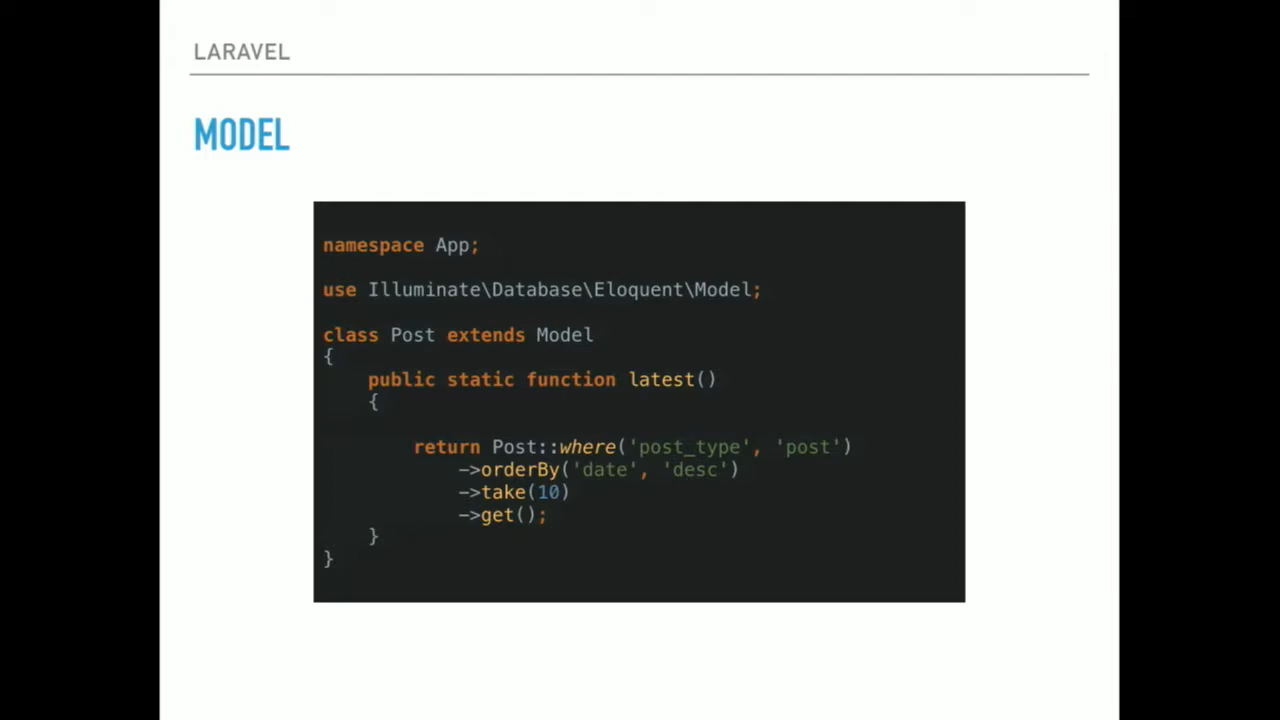 LARAVEL
MODEL
namespace App;
use Illuminate\Database\Eloquent\Model;
class Post extends Model
{
    public static function latest()
    {
        return Post::where('post_type', 'post')
            ->orderBy('date', 'desc')
            ->take(10)
            ->get();
    }
}